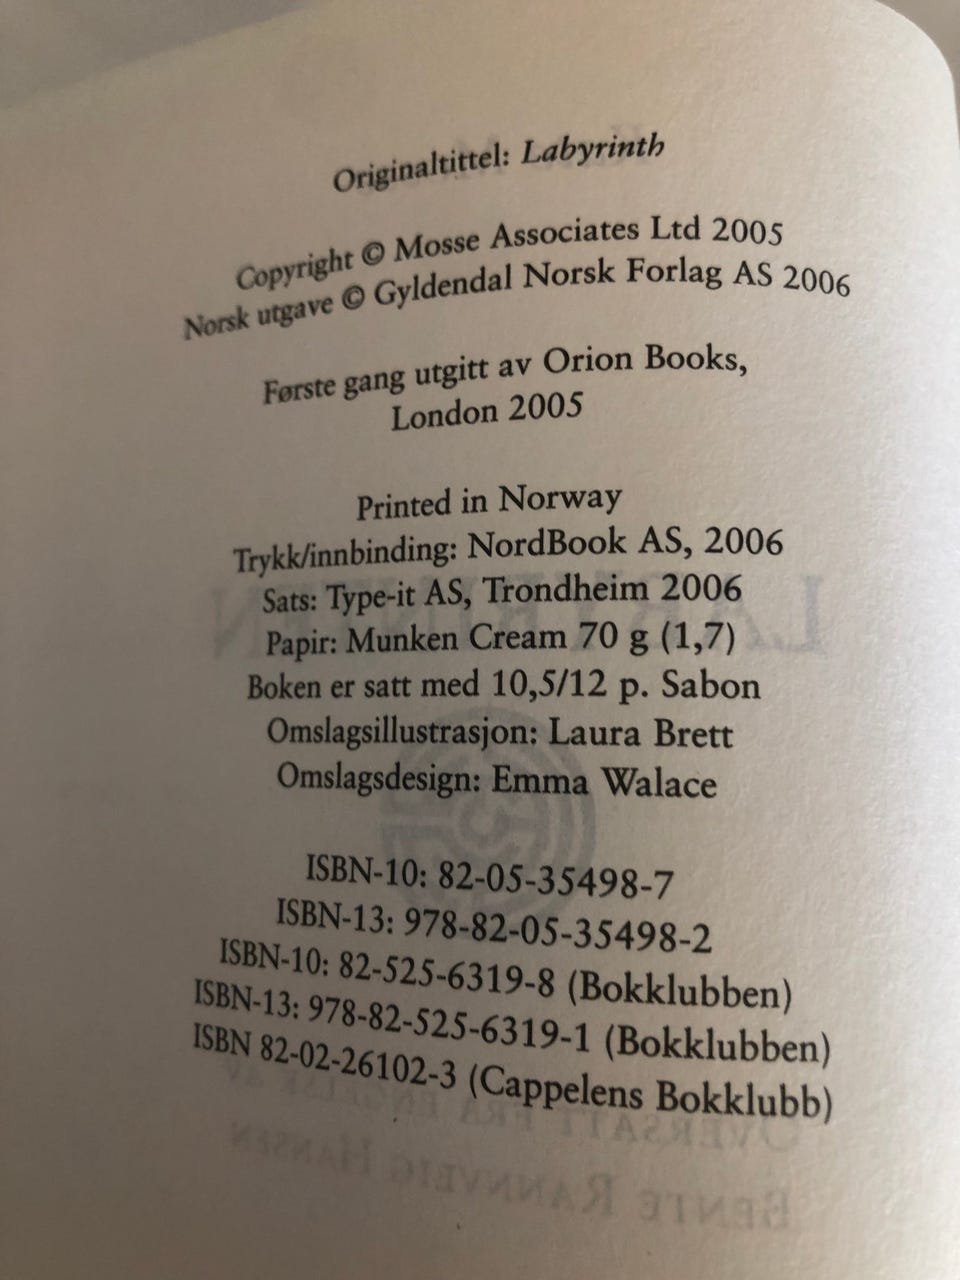 Originaltittel: Labyrinth
Copyright © Mosse Associates Ltd 2005
Norsk utgave © Gyldendal Norsk Forlag AS 2006
Første gang utgitt av Orion Books,
London 2005
Printed in Norway
Trykk/innbinding: NordBook AS, 2006
Sats: Type-it AS, Trondheim 2006
Papir: Munken Cream 70 g (1,7)
Boken er satt med 10,5/12 p. Sabon
Omslagsillustrasjon: Laura Brett
Omslagsdesign: Emma Walace
ISBN-10: 82-05-35498-7
ISBN-13: 978-82-05-35498-2
ISBN-10: 82-525-6319-8 (Bokklubben)
ISBN-13: 978-82-525-6319-1 (Bokklubben)
ISBN 82-02-26102-3 (Cappelens Bokklubb)